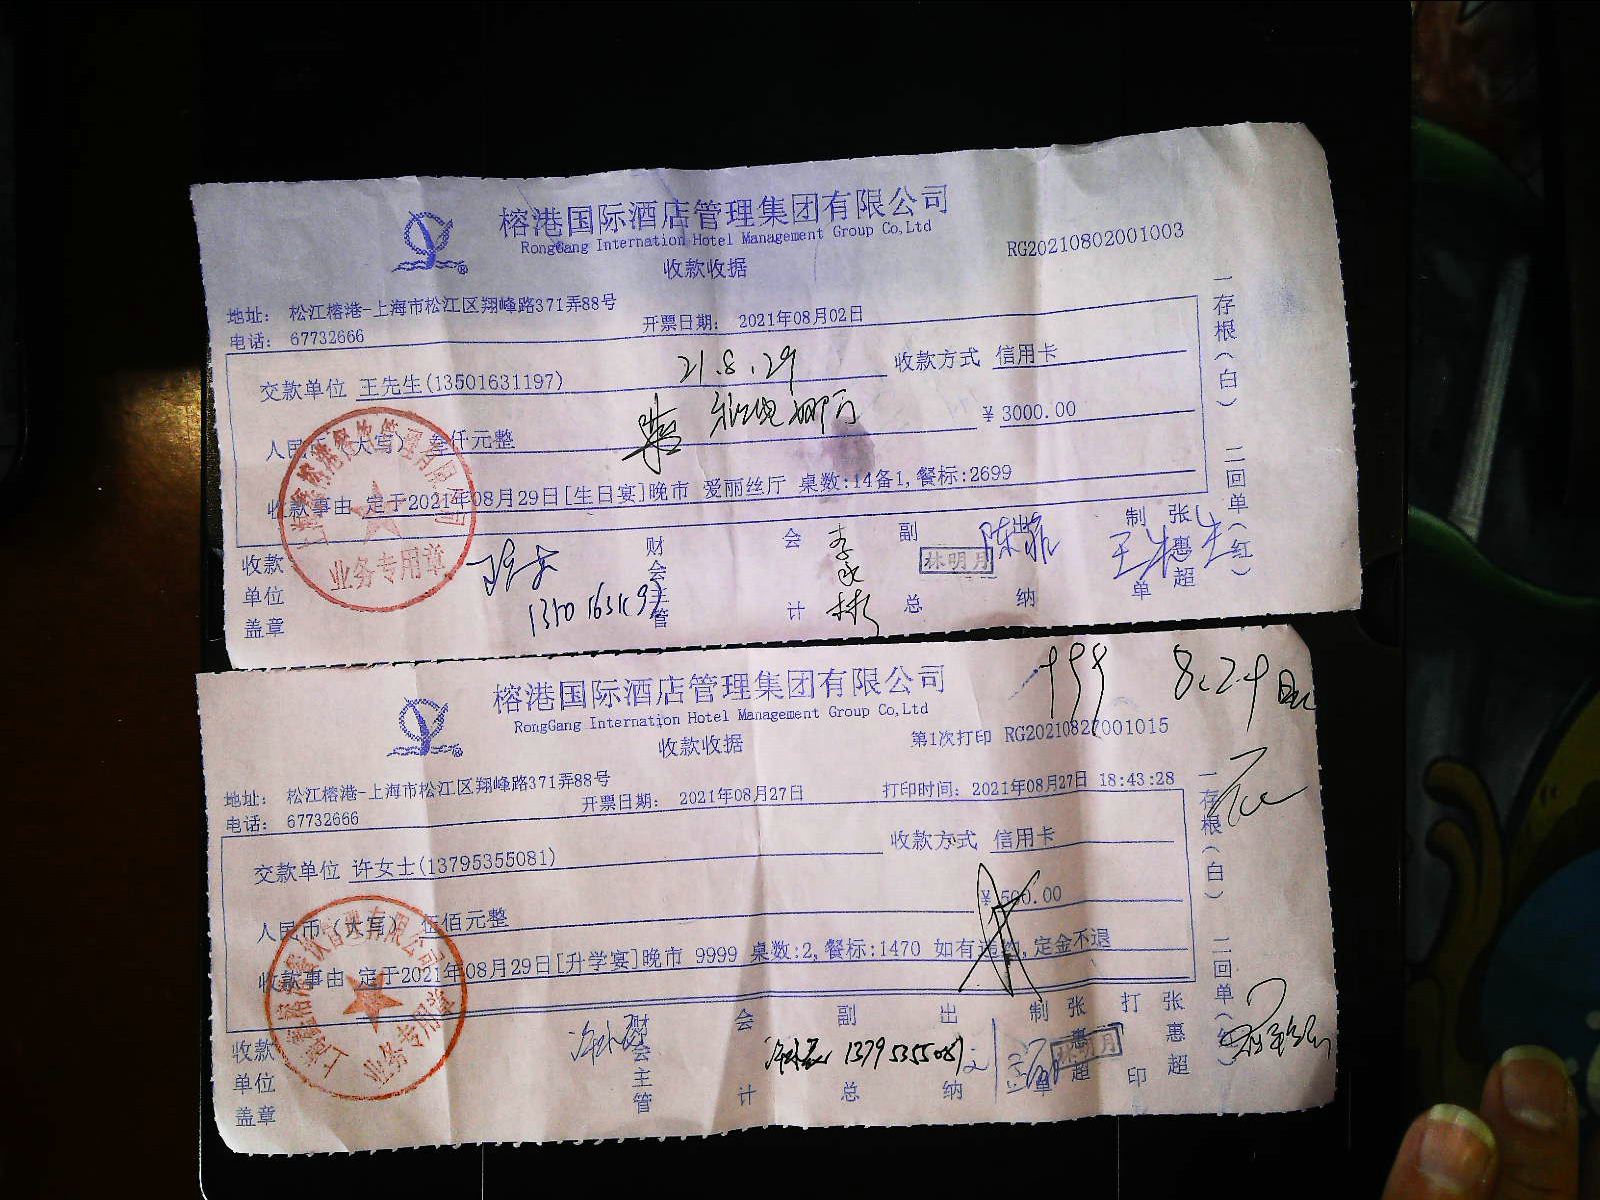 榕港国际酒店管理集团有限公司
RongGang Internation Hotel Management Group Co,Ltd
收款收据
RG20210802001003
地址： 松江榕港-上海市松江区翔峰路371弄88号
电话： 67732666
开票日期： 2021年08月02日
交款单位 王先生(13501631197)
21.8.29
收款方式 信用卡
人民币（大写） 叁仟元整
￥ 3000.00
收款事由 定于2021年08月29日[生日宴]晚市 爱丽丝厅 桌数:14备1,餐标:2699
收款单位盖章
业务专用章
财会主管
会计
李
副总
林明月
出纳
制单
张惠超
一存根（白） 二回单（红）
榕港国际酒店管理集团有限公司
RongGang Internation Hotel Management Group Co,Ltd
收款收据
8.29
第1次打印 RG20210827001015
地址： 松江榕港-上海市松江区翔峰路371弄88号
电话： 67732666
开票日期： 2021年08月27日
打印时间：2021年08月27日 18:43:28
交款单位 许女士(13795355081)
收款方式 信用卡
人民币（大写） 伍佰元整
￥ 500.00
收款事由 定于2021年08月29日[升学宴]晚市 9999 桌数:2,餐标:1470 如有违约,定金不退
收款单位盖章
业务专用章
财会主管
会计
副总
13795355081
出纳
制单
张惠超
林明月
打印
张惠超
一存根（白） 二回单（红）